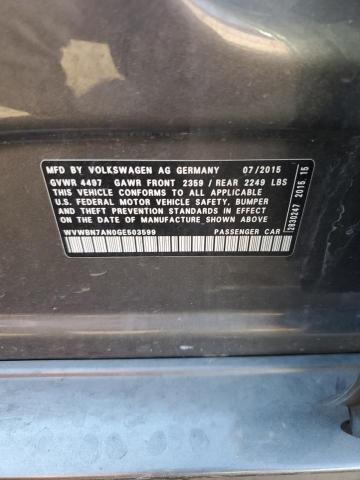 MFD BY VOLKSWAGEN AG GERMANY 07/2015
GVWR 4497 GAWR FRONT 2359 / REAR 2249 LBS
THIS VEHICLE CONFORMS TO ALL APPLICABLE
U.S. FEDERAL MOTOR VEHICLE SAFETY, BUMPER
AND THEFT PREVENTION STANDARDS IN EFFECT
ON THE DATE OF MANUFACTURE SHOWN ABOVE
WVWBN7AN0GE503599 PASSENGER CAR
2930247 2015 15